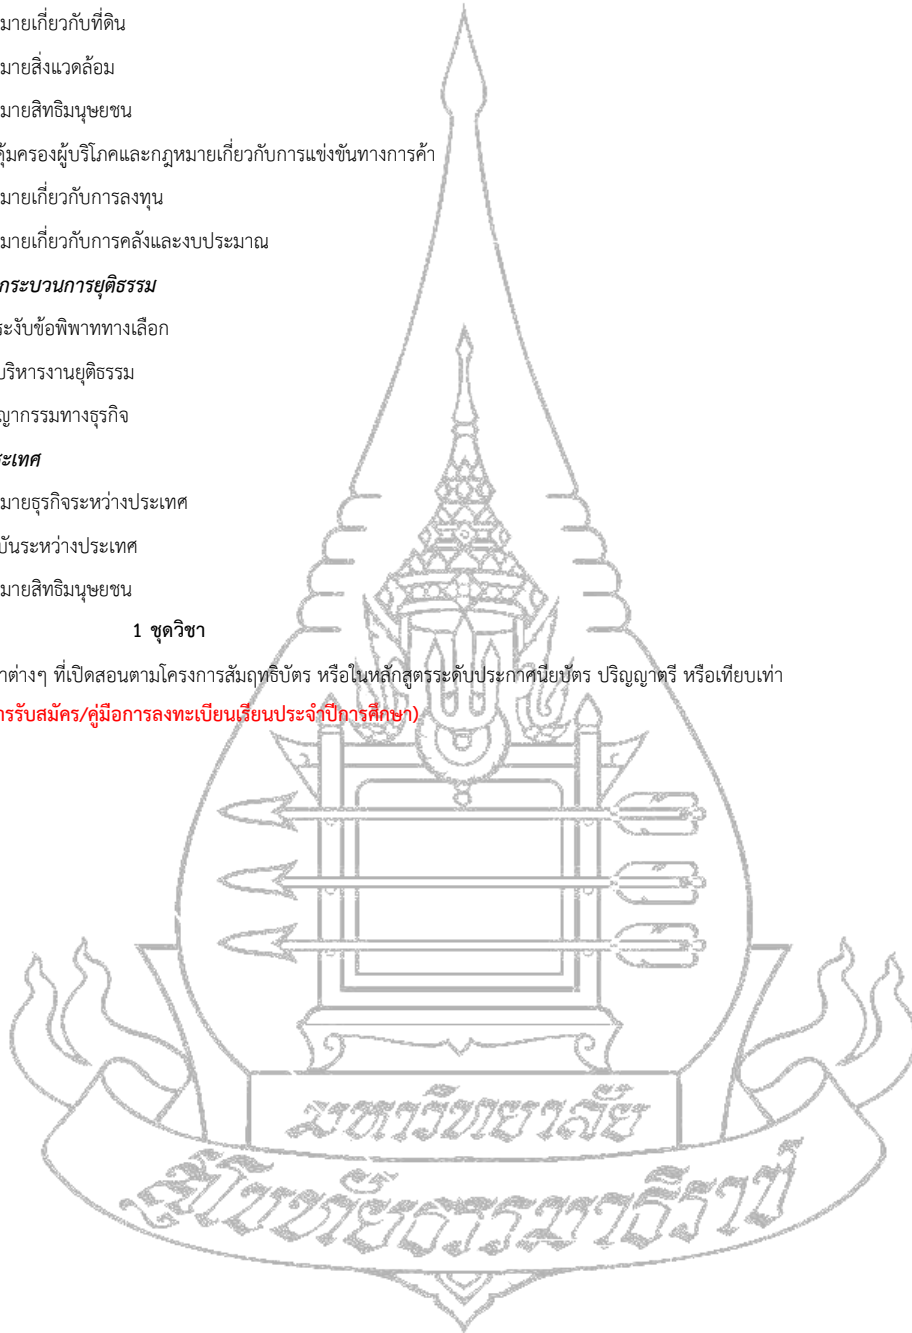 มายเกี่ยวกับที่ดิน
มายสิ่งแวดล้อม
มายสิทธิมนุษยชน
คุ้มครองผู้บริโภคและกฎหมายเกี่ยวกับการแข่งขันทางการค้า
มายเกี่ยวกับการลงทุน
มายเกี่ยวกับการคลังและงบประมาณ
กระบวนการยุติธรรม
ระงับข้อพิพาททางเลือก
บริหารงานยุติธรรม
ญากรรมทางธุรกิจ
ระเทศ
มายธุรกิจระหว่างประเทศ
บันระหว่างประเทศ
มายสิทธิมนุษยชน
1 ชุดวิชา
าต่างๆ ที่เปิดสอนตามโครงการสัมฤทธิบัตร หรือในหลักสูตรระดับประกาศนียบัตร ปริญญาตรี หรือเทียบเท่า
ารรับสมัคร/คู่มือการลงทะเบียนเรียนประจำปีการศึกษา)
มหาวิทยาลัย
สุโขทัยธรรมาธิราช